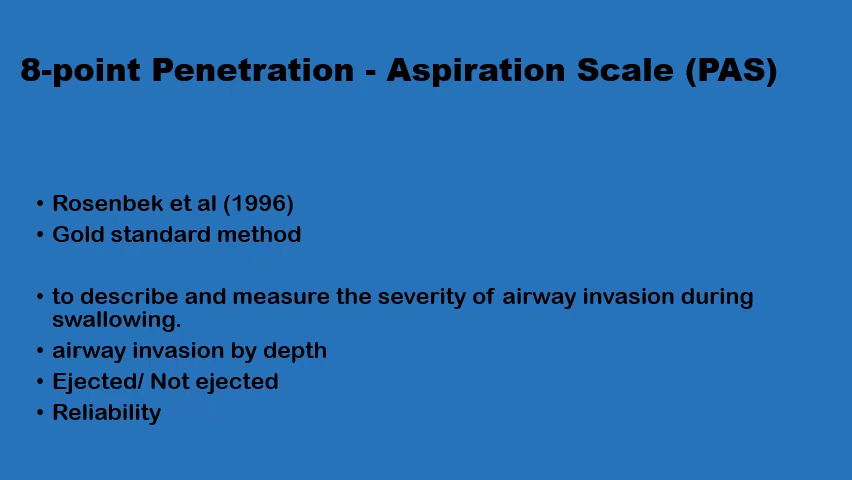 8-point Penetration - Aspiration Scale (PAS)
• Rosenbek et al (1996)
• Gold standard method
• to describe and measure the severity of airway invasion during
swallowing.
• airway invasion by depth
• Ejected/ Not ejected
• Reliability